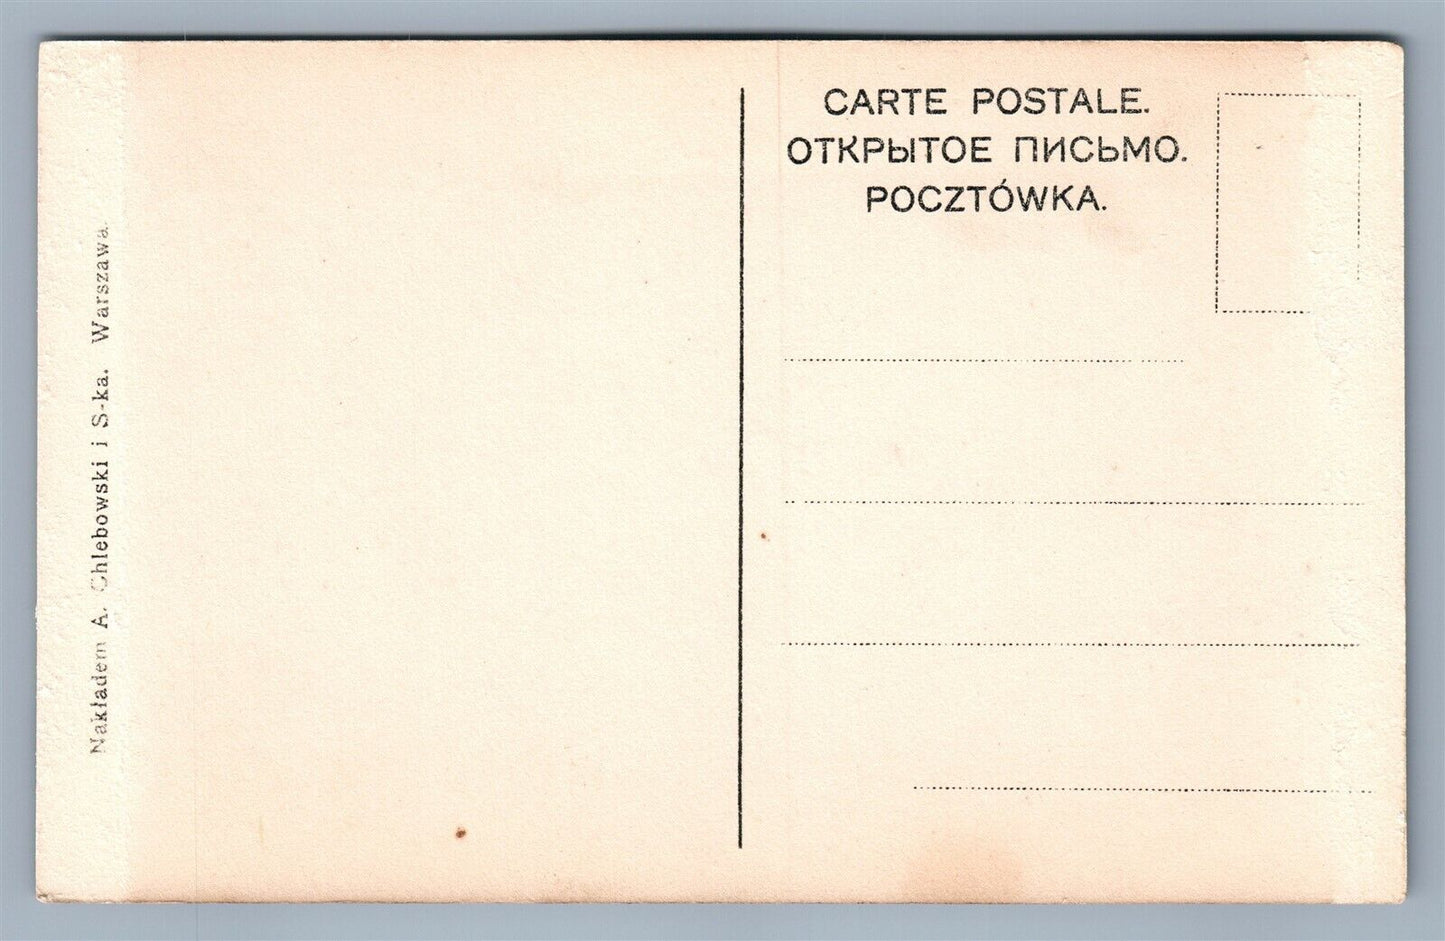 CARTE POSTALE.
ОТКРЫТОЕ ПИСЬМО.
POCZTÓWKA.
Nakładem A. Chlebowski i S-ka. Warszawa.